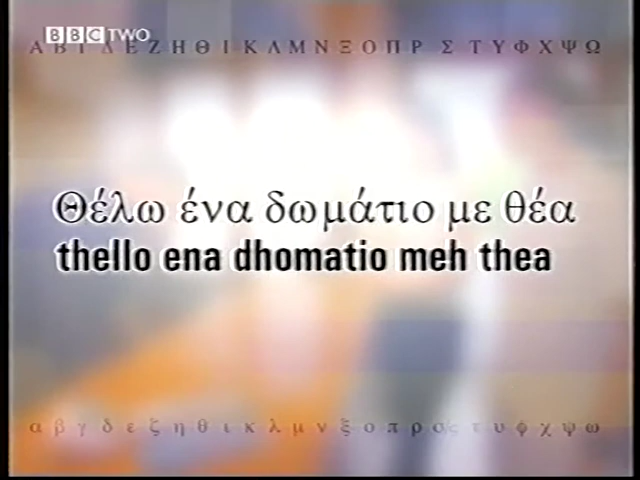 BBC TWO
Α Β Γ Δ Ε Ζ Η Θ Ι Κ Λ Μ Ν Ξ Ο Π Ρ Σ Τ Υ Φ Χ Ψ Ω
Θέλω ένα δωμάτιο με θέα
thello ena dhomatio meh thea
α β γ δ ε ζ η θ ι κ λ μ ν ξ ο π ρ σ ς τ υ φ χ ψ ω